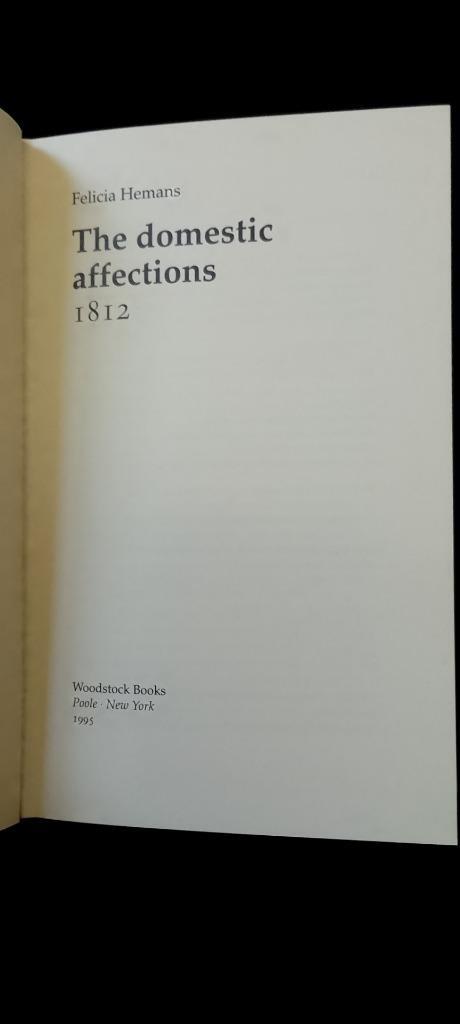 Felicia Hemans
The domestic
affections
1812
Woodstock Books
Poole · New York
1995